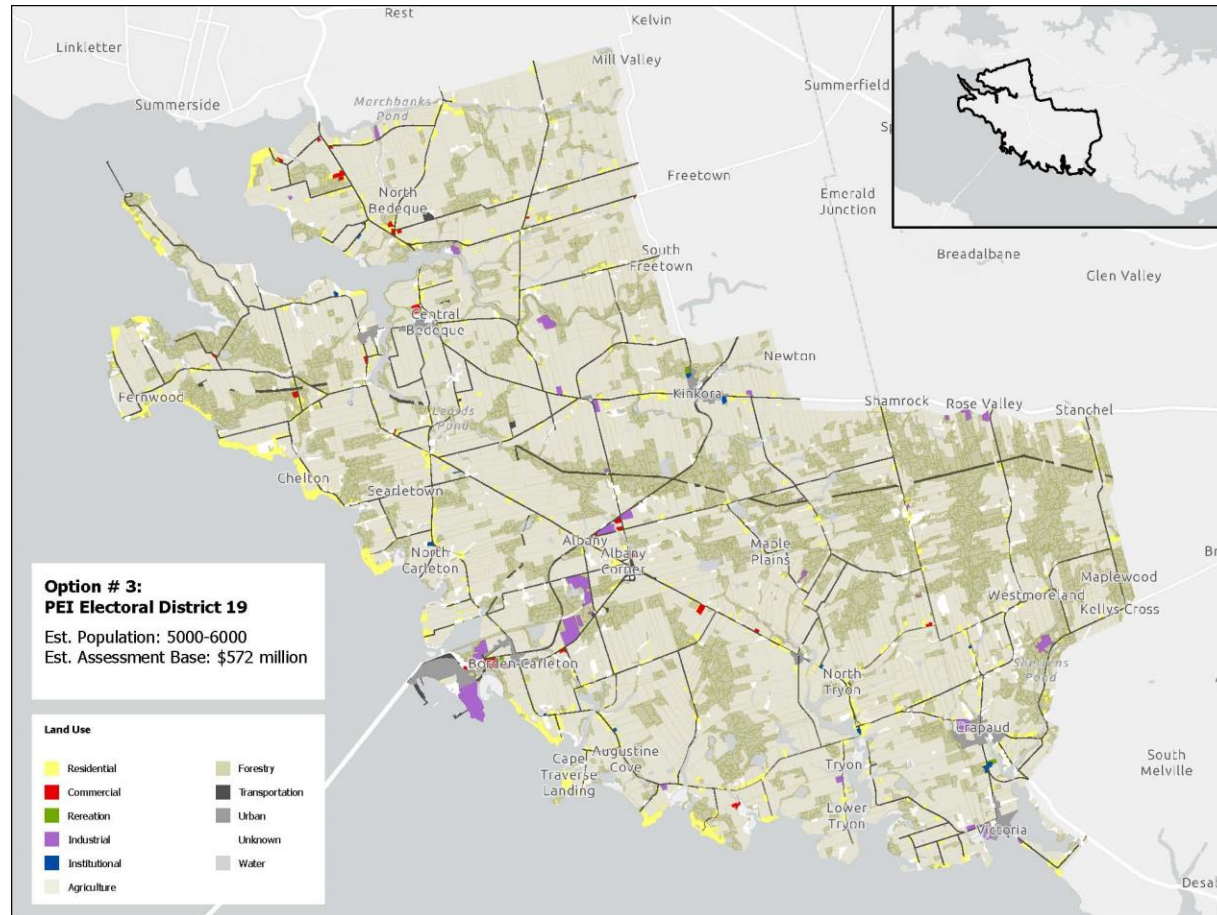 Rest
Linkletter
Kelvin
Mill Valley
Summerside
Marchbanks
Pond
Summerfield
Sp
North
Bedeque
Freetown
Emerald
Junction
South
Freetown
Breadalbane
Clen Valley
Central
Bedeque
Newton
Fernwood
Leards
Pond
Kinkora
Shamrock
Rose Valley
Stanchel
Chelton
Searletown
North
Carleton
Albany
Albany
Corner
Maple
Plains
Br
Maplewood
Westmoreland
Kellys Cross
Option # 3:
PEI Electoral District 19
Est. Population: 5000-6000
Est. Assessment Base: $572 million
Borden-Carleton
North
Tryon
Crapaud
Cape
Traverse
Landing
Augustine
Cove
Tryon
South
Melville
Lower
Tryon
Victoria
Desa
Land Use
Residential
Commercial
Rereation
Industrial
Institutional
Agriculture
Forestry
Transportation
Urban
Unknown
Water